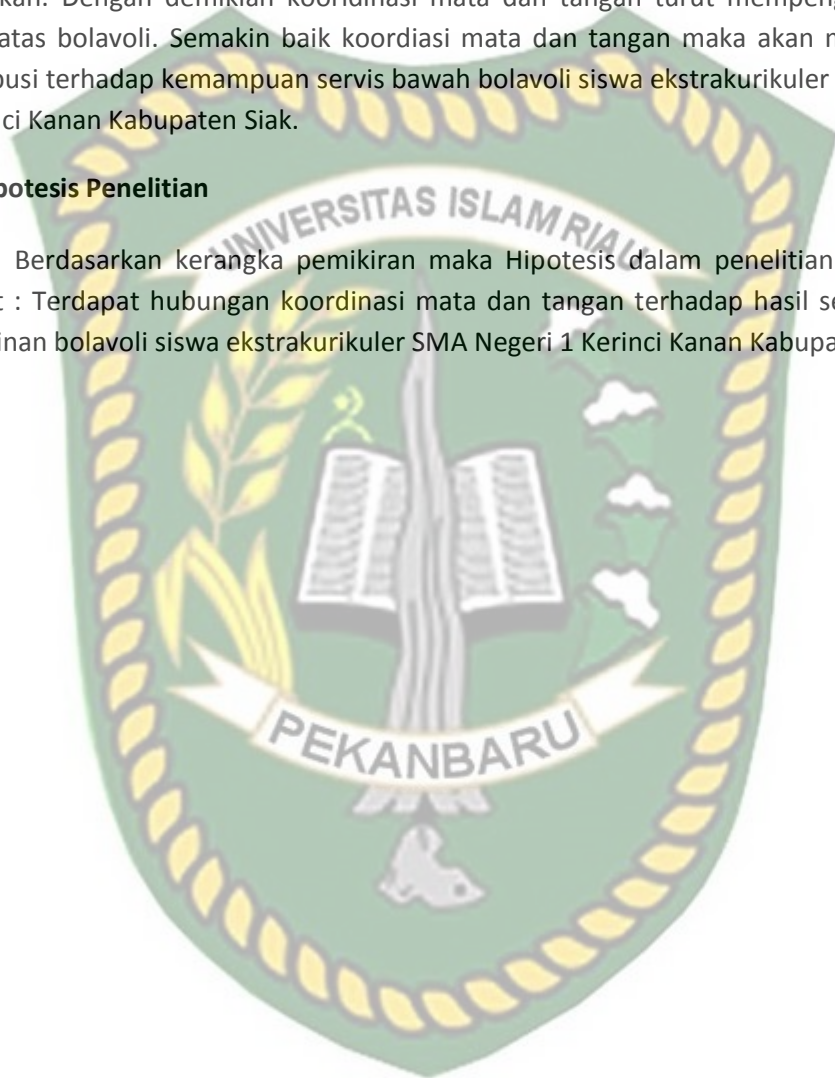 kan. Dengan demikian kooridinasi mata dan tangan turut mempeng
atas bolavoli. Semakin baik koordiasi mata dan tangan maka akan
busi terhadap kemampuan servis bawah bolavoli siswa ekstrakurikuler
ci Kanan Kabupaten Siak.
potesis Penelitian
Berdasarkan kerangka pemikiran maka Hipotesis dalam penelitian
: Terdapat hubungan koordinasi mata dan tangan terhadap hasil se
inan bolavoli siswa ekstrakurikuler SMA Negeri 1 Kerinci Kanan Kabupa
UNIVERSITAS ISLAM RIAU
PEKANBARU